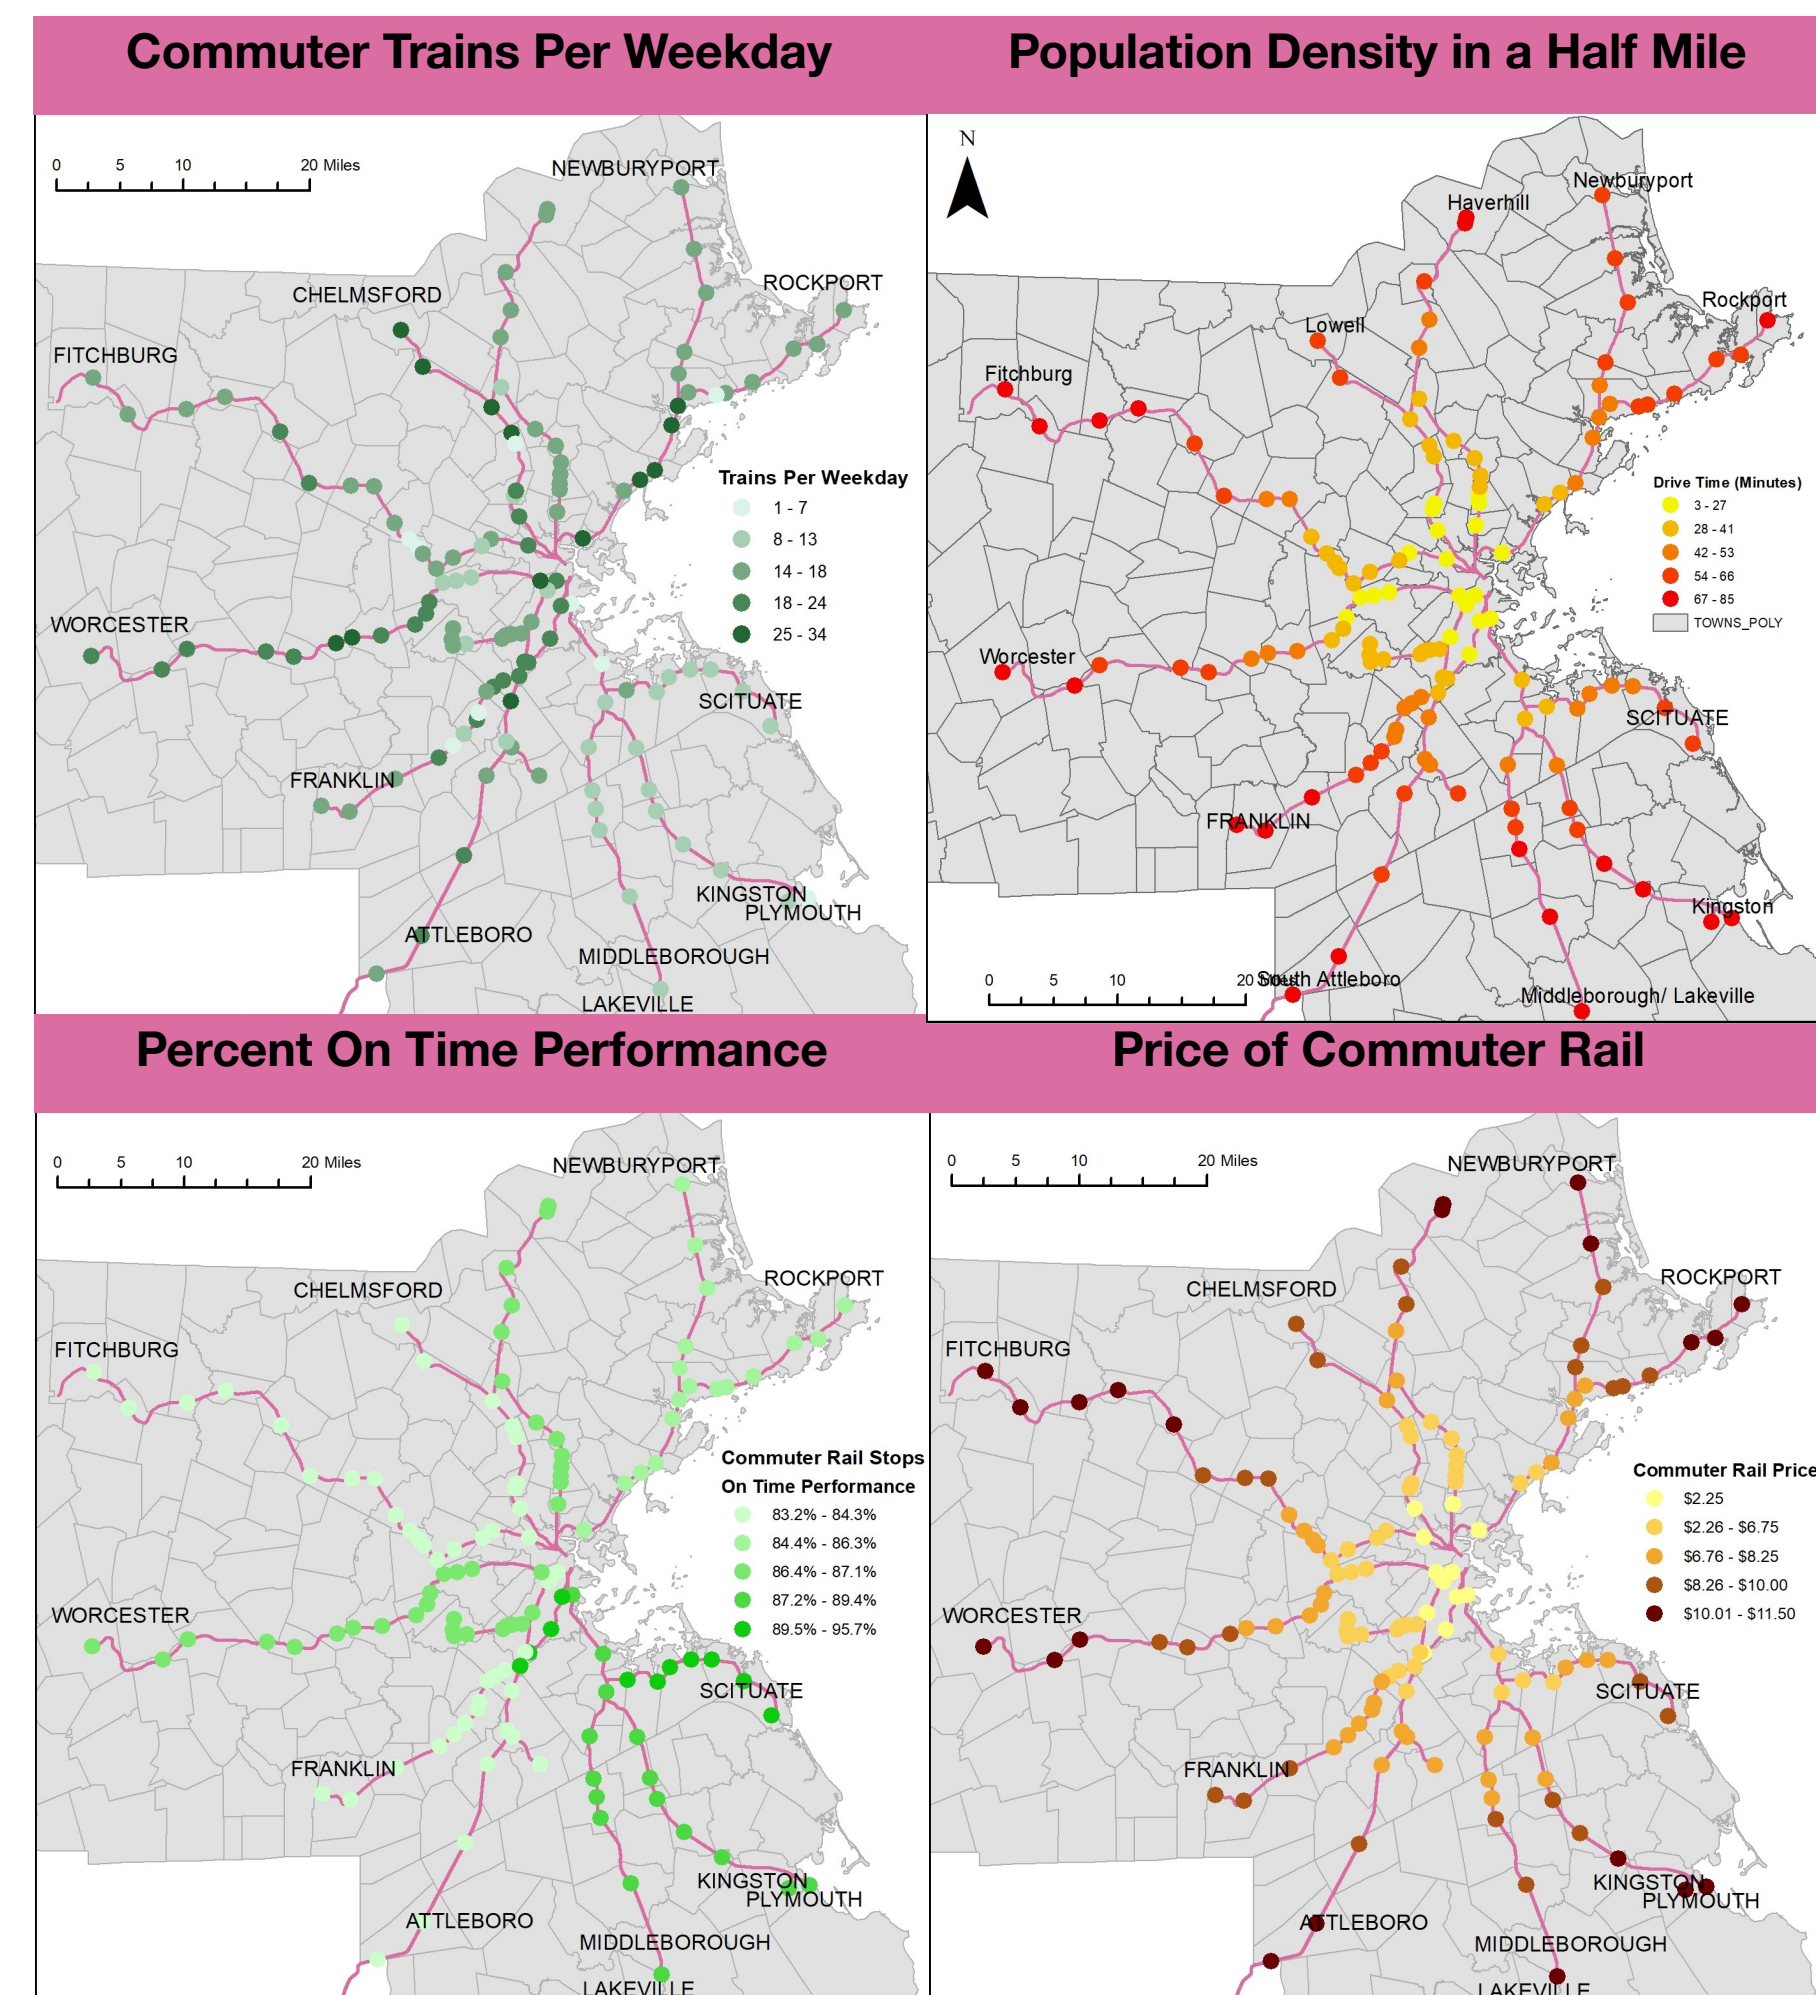 Commuter Trains Per Weekday
Population Density in a Half Mile
0 5 10 20 Miles
NEWBURYPORT
ROCKPORT
CHELMSFORD
FITCHBURG
Trains Per Weekday
1 - 7
8 - 13
14 - 18
18 - 24
25 - 34
WORCESTER
SCITUATE
FRANKLIN
KINGSTON
PLYMOUTH
ATTLEBORO
MIDDLEBOROUGH
LAKEVILLE
N
Newburyport
Haverhill
Rockport
Lowell
Fitchburg
Drive Time (Minutes)
3 - 27
28 - 41
42 - 53
54 - 66
67 - 85
TOWNS_POLY
Worcester
SCITUATE
FRANKLIN
Kingston
0 5 10 20 Miles
South Attleboro
Middleborough/ Lakeville
Percent On Time Performance
Price of Commuter Rail
0 5 10 20 Miles
NEWBURYPORT
ROCKPORT
CHELMSFORD
FITCHBURG
Commuter Rail Stops
On Time Performance
83.2% - 84.3%
84.4% - 86.3%
86.4% - 87.1%
87.2% - 89.4%
89.5% - 95.7%
WORCESTER
SCITUATE
FRANKLIN
KINGSTON
PLYMOUTH
ATTLEBORO
MIDDLEBOROUGH
LAKEVILLE
0 5 10 20 Miles
NEWBURYPORT
ROCKPORT
CHELMSFORD
FITCHBURG
Commuter Rail Price
$2.25
$2.26 - $6.75
$6.76 - $8.25
$8.26 - $10.00
$10.01 - $11.50
WORCESTER
SCITUATE
FRANKLIN
KINGSTON
PLYMOUTH
ATTLEBORO
MIDDLEBOROUGH
LAKEVILLE